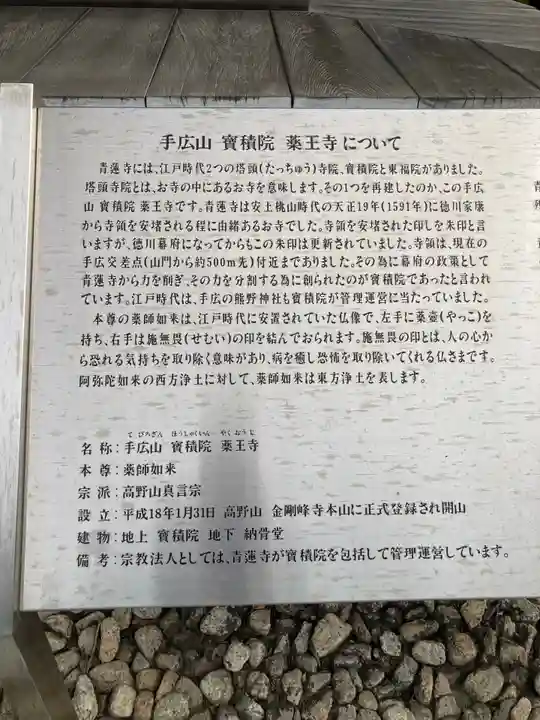 手広山 寳積院 薬王寺について
青蓮寺には、江戸時代2つの塔頭(たっちゅう)寺院、寳積院と東福院がありました。
塔頭寺院とは、お寺の中にあるお寺を意味します。その1つを再建したのか、この手広
山 寳積院 薬王寺です。青蓮寺は安土桃山時代の天正19年(1591年)に徳川家康
から寺領を安堵される程に由緒あるお寺でした。寺領を安堵された印しを朱印と言
いますが、徳川幕府になってからもこの朱印は更新されていました。寺領は、現在の
手広交差点(山門から約500m先)付近までありました。その為に幕府の政策として
青蓮寺から力を削ぎ、その力を分割する為に創られたのが寳積院であったと言われ
ています。江戸時代は、手広の熊野神社も寳積院が管理運営に当たっていました。
本尊の薬師如来は、江戸時代に安置されていた仏像で、左手に薬壷(やっこ)を
持ち、右手は施無畏(せむい)の印を結んでおられます。施無畏の印とは、人の心か
ら恐れる気持ちを取り除く意味があり、病を癒し恐怖を取り除いてくれる仏さまです。
阿弥陀如来の西方浄土に対して、薬師如来は東方浄土を表します。
てびろざん ほうしゃくいん やくおうじ
名称:手広山 寳積院 薬王寺
本尊:薬師如来
宗派:高野山真言宗
設立:平成18年1月31日 高野山 金剛峰寺本山に正式登録され開山
建物:地上 寳積院 地下 納骨堂
備考:宗教法人としては、青蓮寺が寳積院を包括して管理運営しています。